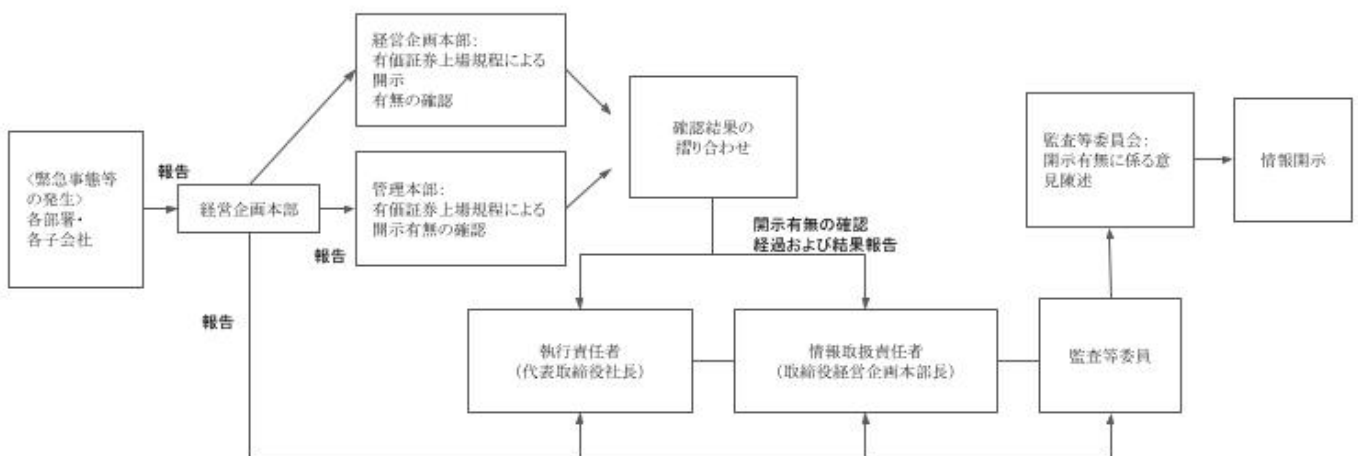 経営企画本部:
有価証券上場規程による
開示
有無の確認
確認結果の
摺り合わせ
監査等委員会:
開示有無に係る意
見陳述
情報開示
〈緊急事態等
の発生〉
各部署・
各子会社
報告
経営企画本部
管理本部:
有価証券上場規程による
開示有無の確認
報告
開示有無の確認
経過および結果報告
報告
執行責任者
(代表取締役社長)
情報取扱責任者
(取締役経営企画本部長)
監査等委員